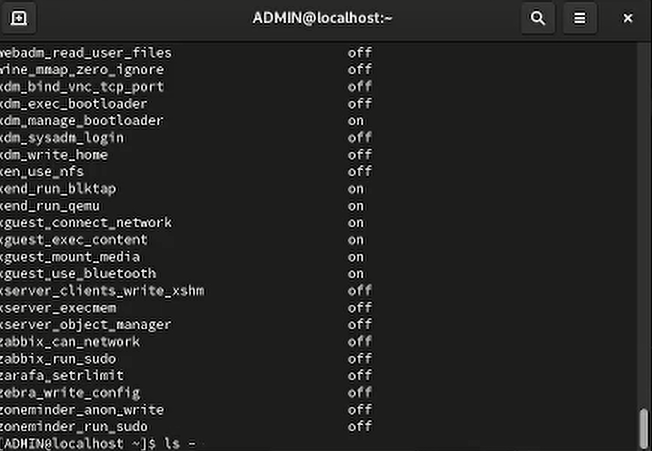 ADMIN@localhost:~
webadm_read_user_files off
wine_mmap_zero_ignore off
xdm_bind_vnc_tcp_port off
xdm_exec_bootloader off
xdm_manage_bootloader on
xdm_sysadm_login off
xdm_write_home off
xen_use_nfs off
xend_run_blktap on
xend_run_qemu on
xguest_connect_network on
xguest_exec_content on
xguest_mount_media on
xguest_use_bluetooth on
xserver_clients_write_xshm off
xserver_execmem off
xserver_object_manager off
zabbix_can_network off
zabbix_run_sudo off
zarafa_setrlimit off
zebra_write_config off
zoneminder_anon_write off
zoneminder_run_sudo off
[ADMIN@localhost ~]$ ls -